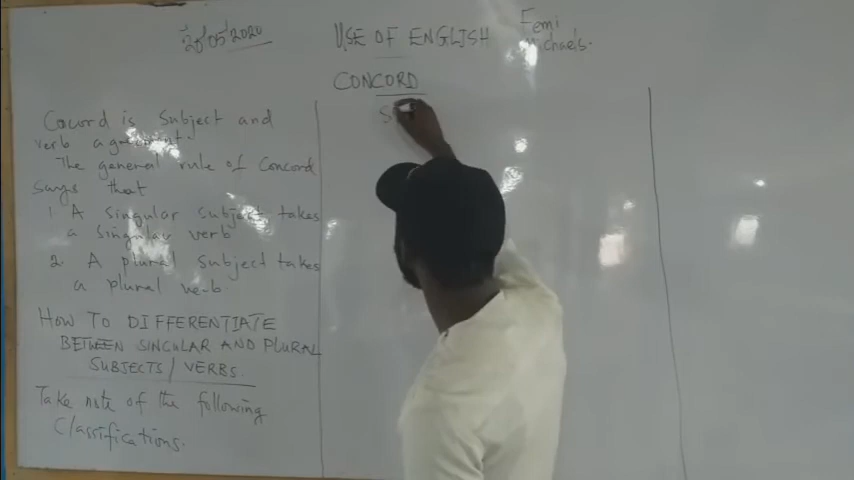 28 05 2020
USE OF ENGLISH
Femi
Michaels.
CONCORD
Cocord is Subject and
verb agreement.
The general rule of Concord
says that
1. A singular subject takes
a singular verb
2. A plural subject takes
a plural verb.
HOW TO DIFFERENTIATE
BETWEEN SINGULAR AND PLURAL
SUBJECTS/VERBS.
Take note of the following
Classifications.